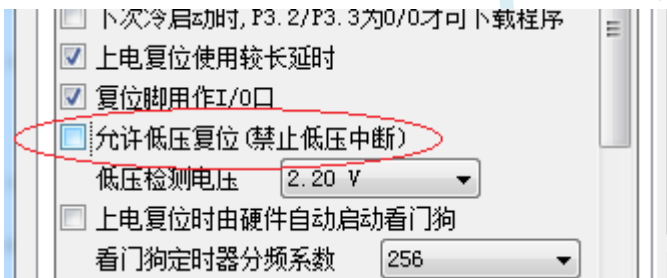 下次冷启动时,P3.2/P3.3为0/0才可下载程序
上电复位使用较长延时
复位脚用作I/O口
允许低压复位(禁止低压中断)
低压检测电压 2.20 V
上电复位时由硬件自动启动看门狗
看门狗定时器分频系数 256